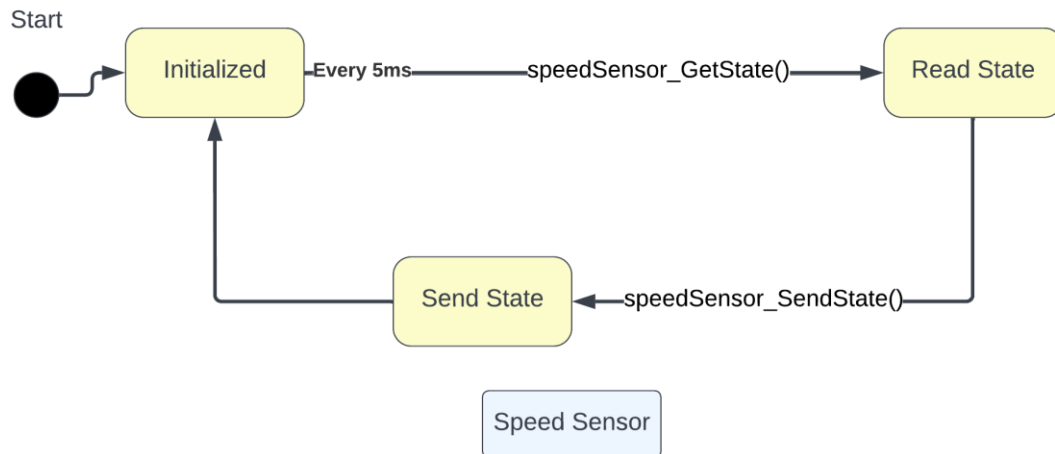 Start
Initialized
Every 5ms
speedSensor_GetState()
Read State
Send State
speedSensor_SendState()
Speed Sensor